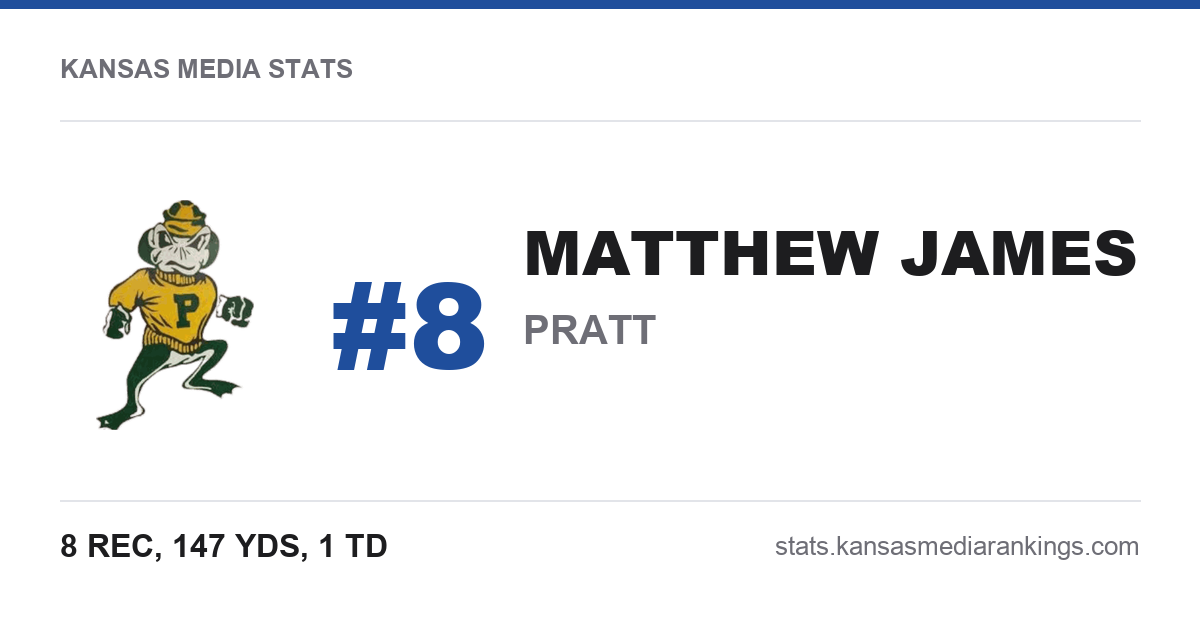 KANSAS MEDIA STATS
P
#8
MATTHEW JAMES
PRATT
8 REC, 147 YDS, 1 TD
stats.kansasmediarankings.com